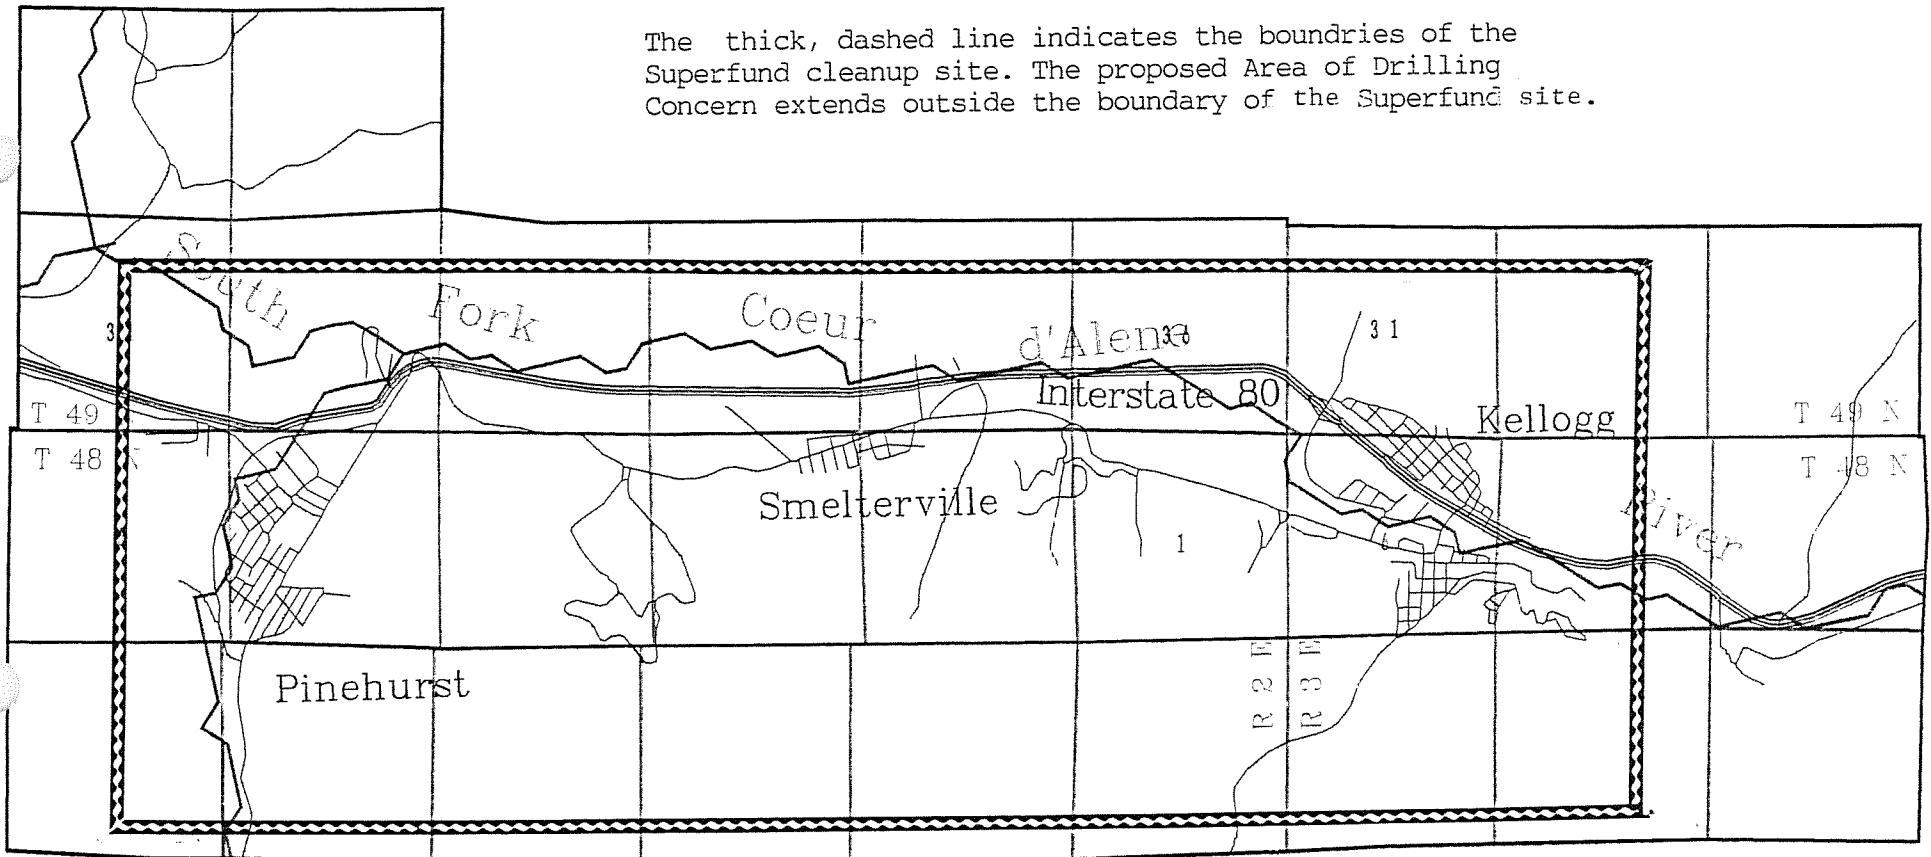 The thick, dashed line indicates the boundries of the
Superfund cleanup site. The proposed Area of Drilling
Concern extends outside the boundary of the Superfund site.
South Fork Coeur d'Alene River
3
36
31
Interstate 80
Kellogg
T 49
T 49 N
T 48 N
T 48 N
Smelterville
1
Pinehurst
R 2 E
R 3 E